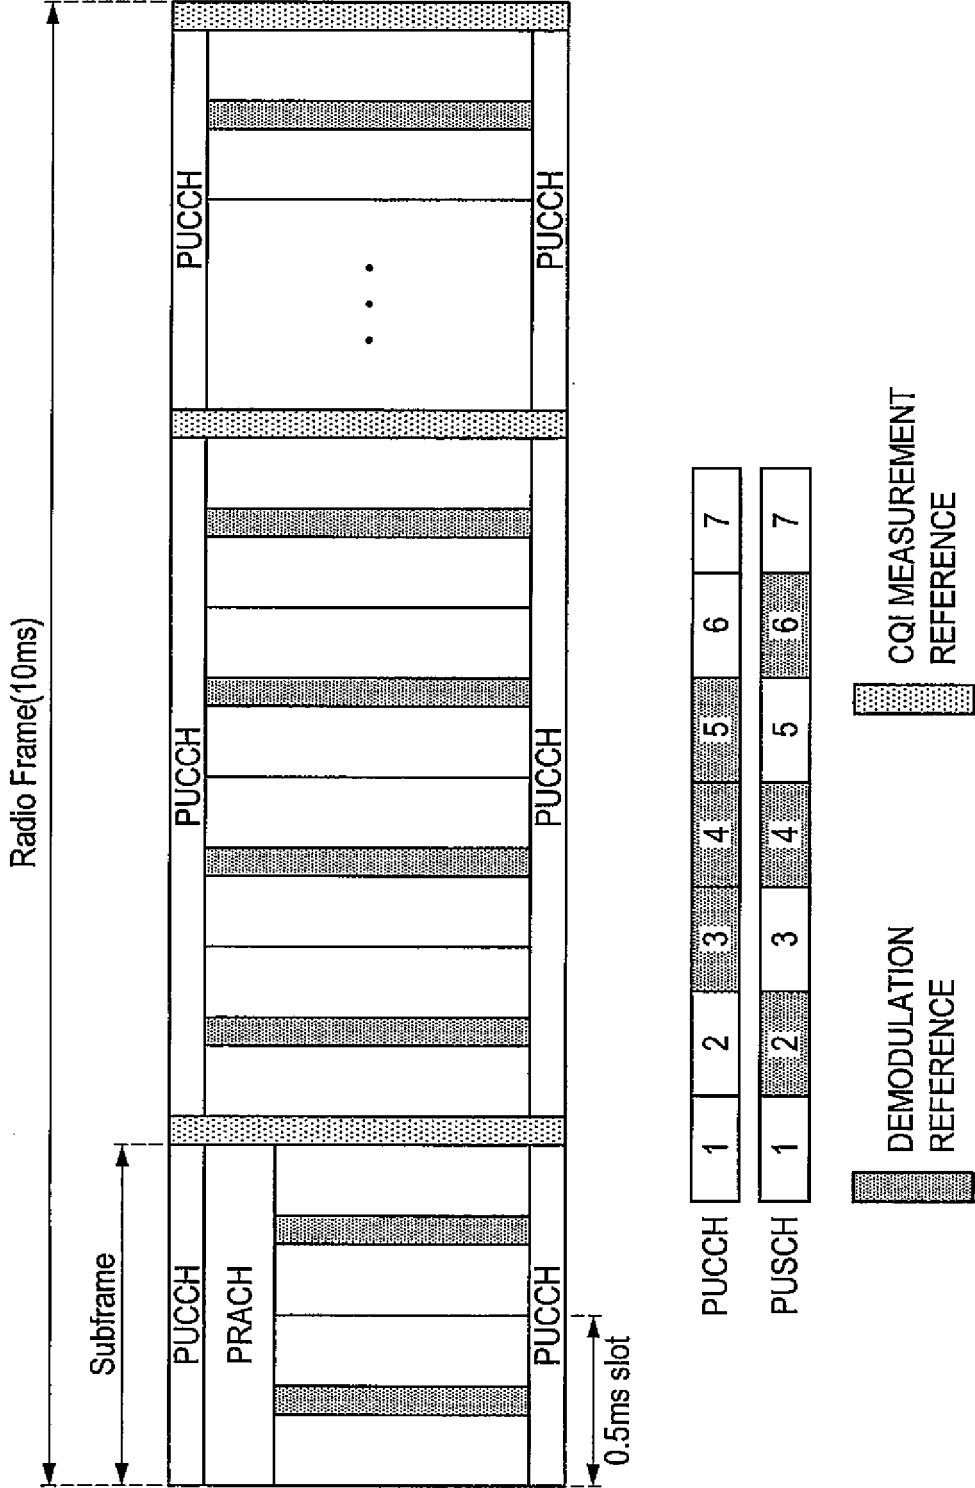 Radio Frame(10ms)
Subframe
PUCCH
PUCCH
PUCCH
PRACH
PUCCH
PUCCH
PUCCH
0.5ms slot
PUCCH 1 2 3 4 5 6 7
PUSCH 1 2 3 4 5 6 7
DEMODULATION
REFERENCE
CQI MEASUREMENT
REFERENCE